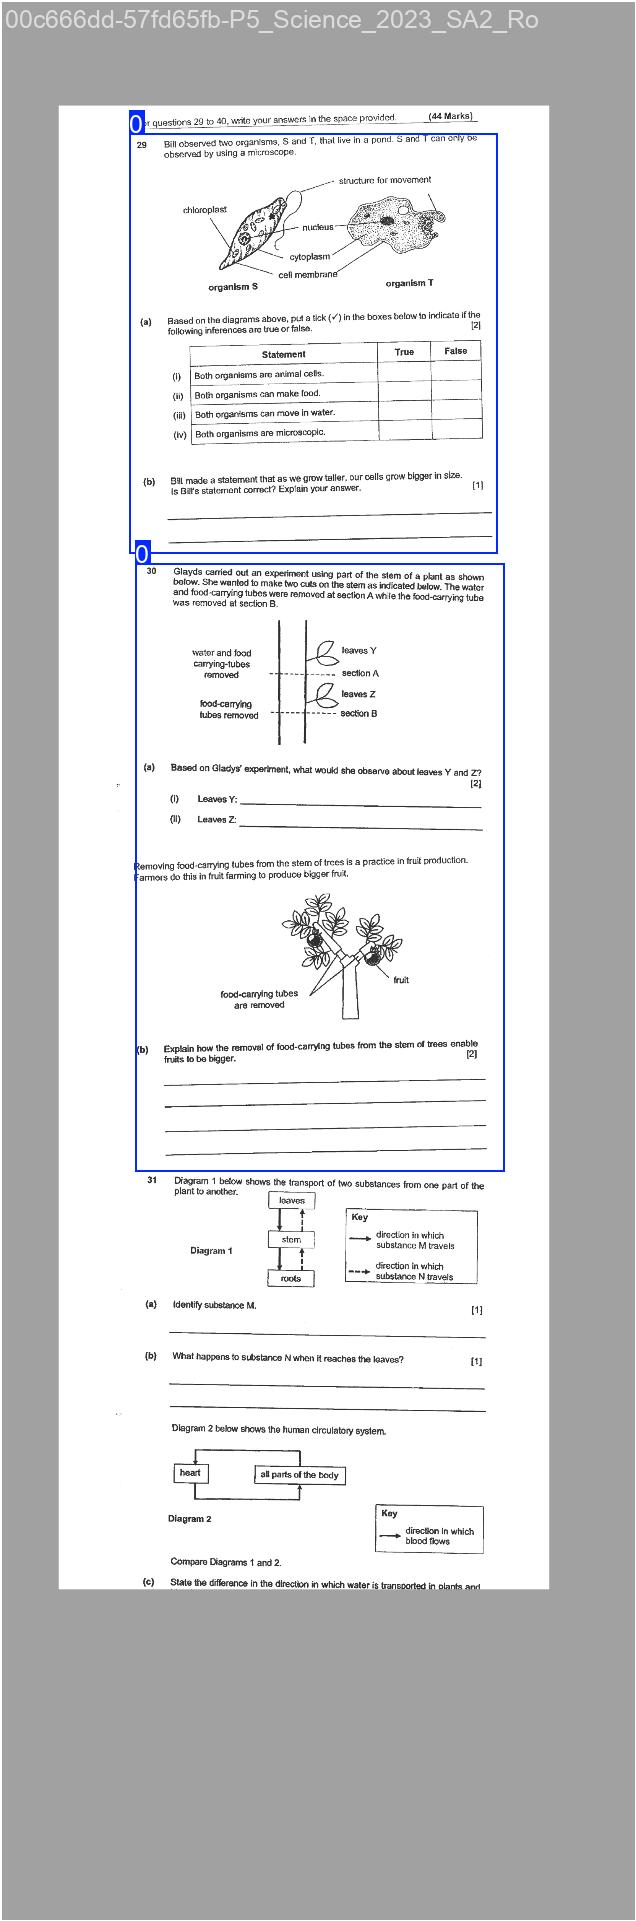 00c666dd-57fd65fb-P5_Science_2023_SA2_Ro
0
r questions 29 to 40, write your answers in the space provided. (44 Marks)
29 Bill observed two organisms, S and T, that live in a pond. S and T can only be
observed by using a microscope.
structure for movement
chloroplast
nucleus
cytoplasm
cell membrane
organism S
organism T
(a) Based on the diagrams above, put a tick (✓) in the boxes below to indicate if the
following inferences are true or false. [2]
Statement True False
(i) Both organisms are animal cells.
(ii) Both organisms can make food.
(iii) Both organisms can move in water.
(iv) Both organisms are microscopic.
(b) Bill made a statement that as we grow taller, our cells grow bigger in size.
Is Bill's statement correct? Explain your answer. [1]
0
30 Glayds carried out an experiment using part of the stem of a plant as shown
below. She wanted to make two cuts on the stem as indicated below. The water
and food-carrying tubes were removed at section A while the food-carrying tube
was removed at section B.
water and food
carrying-tubes
removed
leaves Y
section A
leaves Z
food-carrying
tubes removed
section B
(a) Based on Gladys' experiment, what would she observe about leaves Y and Z?
[2]
(i) Leaves Y:
(ii) Leaves Z:
Removing food-carrying tubes from the stem of trees is a practice in fruit production.
Farmers do this in fruit farming to produce bigger fruit.
fruit
food-carrying tubes
are removed
(b) Explain how the removal of food-carrying tubes from the stem of trees enable
fruits to be bigger. [2]
31 Diagram 1 below shows the transport of two substances from one part of the
plant to another.
leaves
stem
roots
Diagram 1
Key
direction in which
substance M travels
direction in which
substance N travels
(a) Identify substance M. [1]
(b) What happens to substance N when it reaches the leaves? [1]
Diagram 2 below shows the human circulatory system.
heart
all parts of the body
Diagram 2
Key
direction in which
blood flows
Compare Diagrams 1 and 2.
(c) State the difference in the direction in which water is transported in plants and